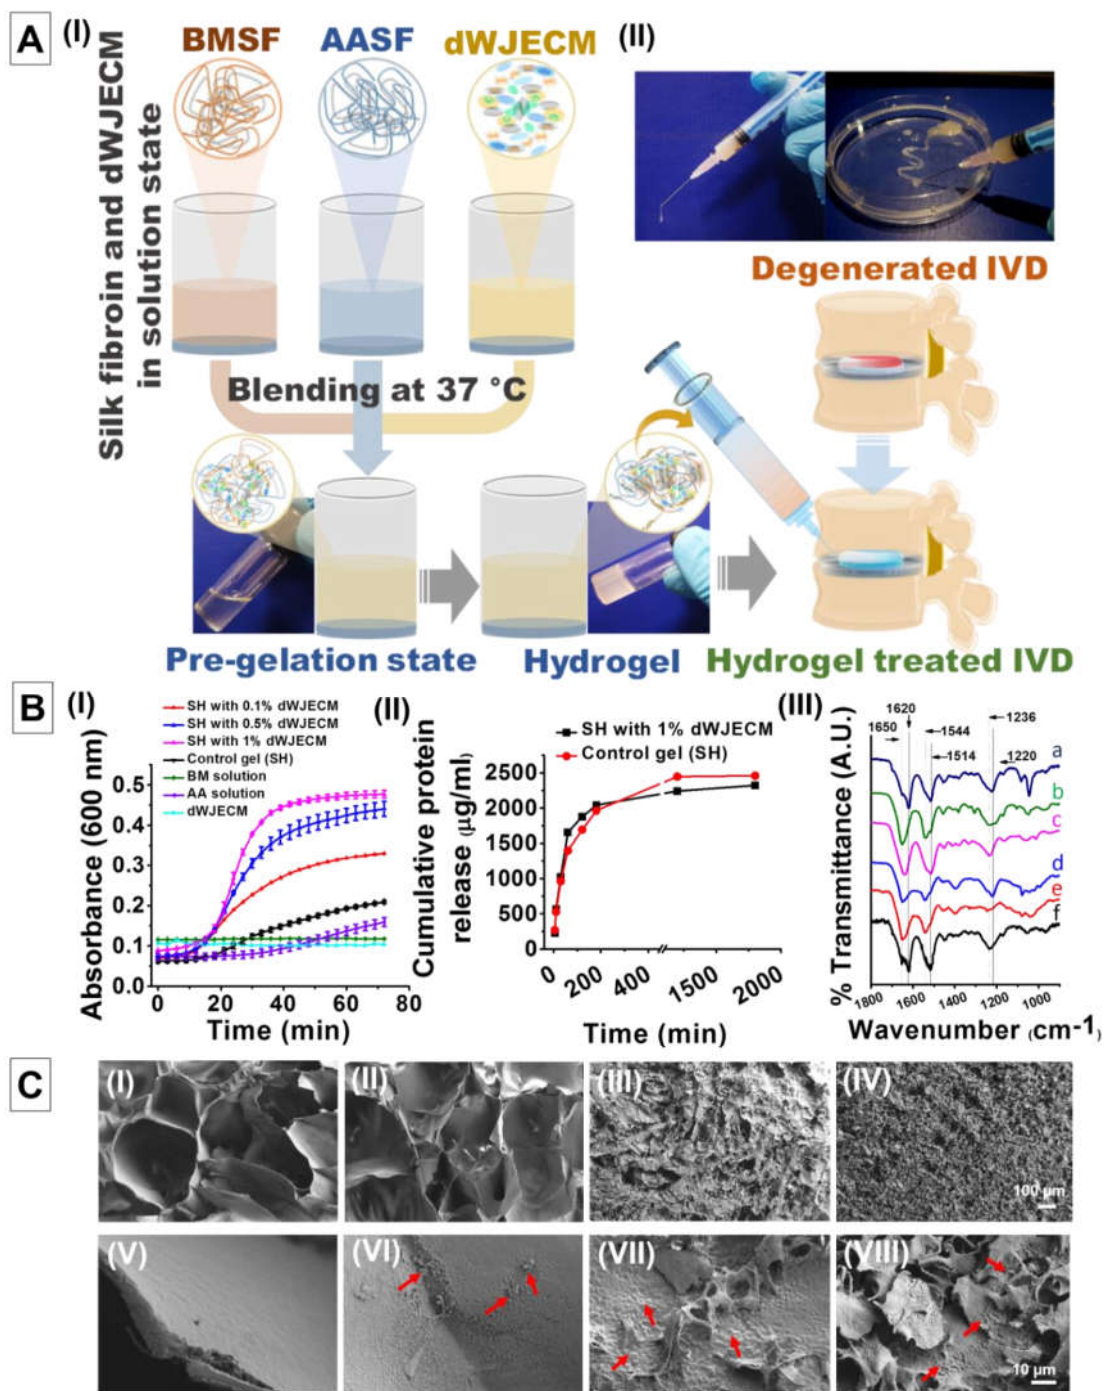 A
(I)
BMSF
AASF
dWJECM
(II)
Silk fibroin and dWJECM
in solution state
Degenerated IVD
Blending at 37 °C
Pre-gelation state
Hydrogel
Hydrogel treated IVD
B
(I)
SH with 0.1% dWJECM
SH with 0.5% dWJECM
SH with 1% dWJECM
Control gel (SH)
BM solution
AA solution
dWJECM
Absorbance (600 nm)
0.5
0.4
0.3
0.2
0.1
0.0
0 20 40 60 80
Time (min)
(II)
SH with 1% dWJECM
Control gel (SH)
Cumulative protein
release (µg/ml)
2500
2000
1500
1000
500
0
0 200 400 1500 2000
Time (min)
(III)
1620
1650
1544
1514
1236
1220
a
b
c
d
e
f
% Transmittance (A.U.)
1800 1600 1400 1200 1000
Wavenumber (cm-1)
C
(I)
(II)
(III)
(IV)
100 µm
(V)
(VI)
(VII)
(VIII)
10 µm